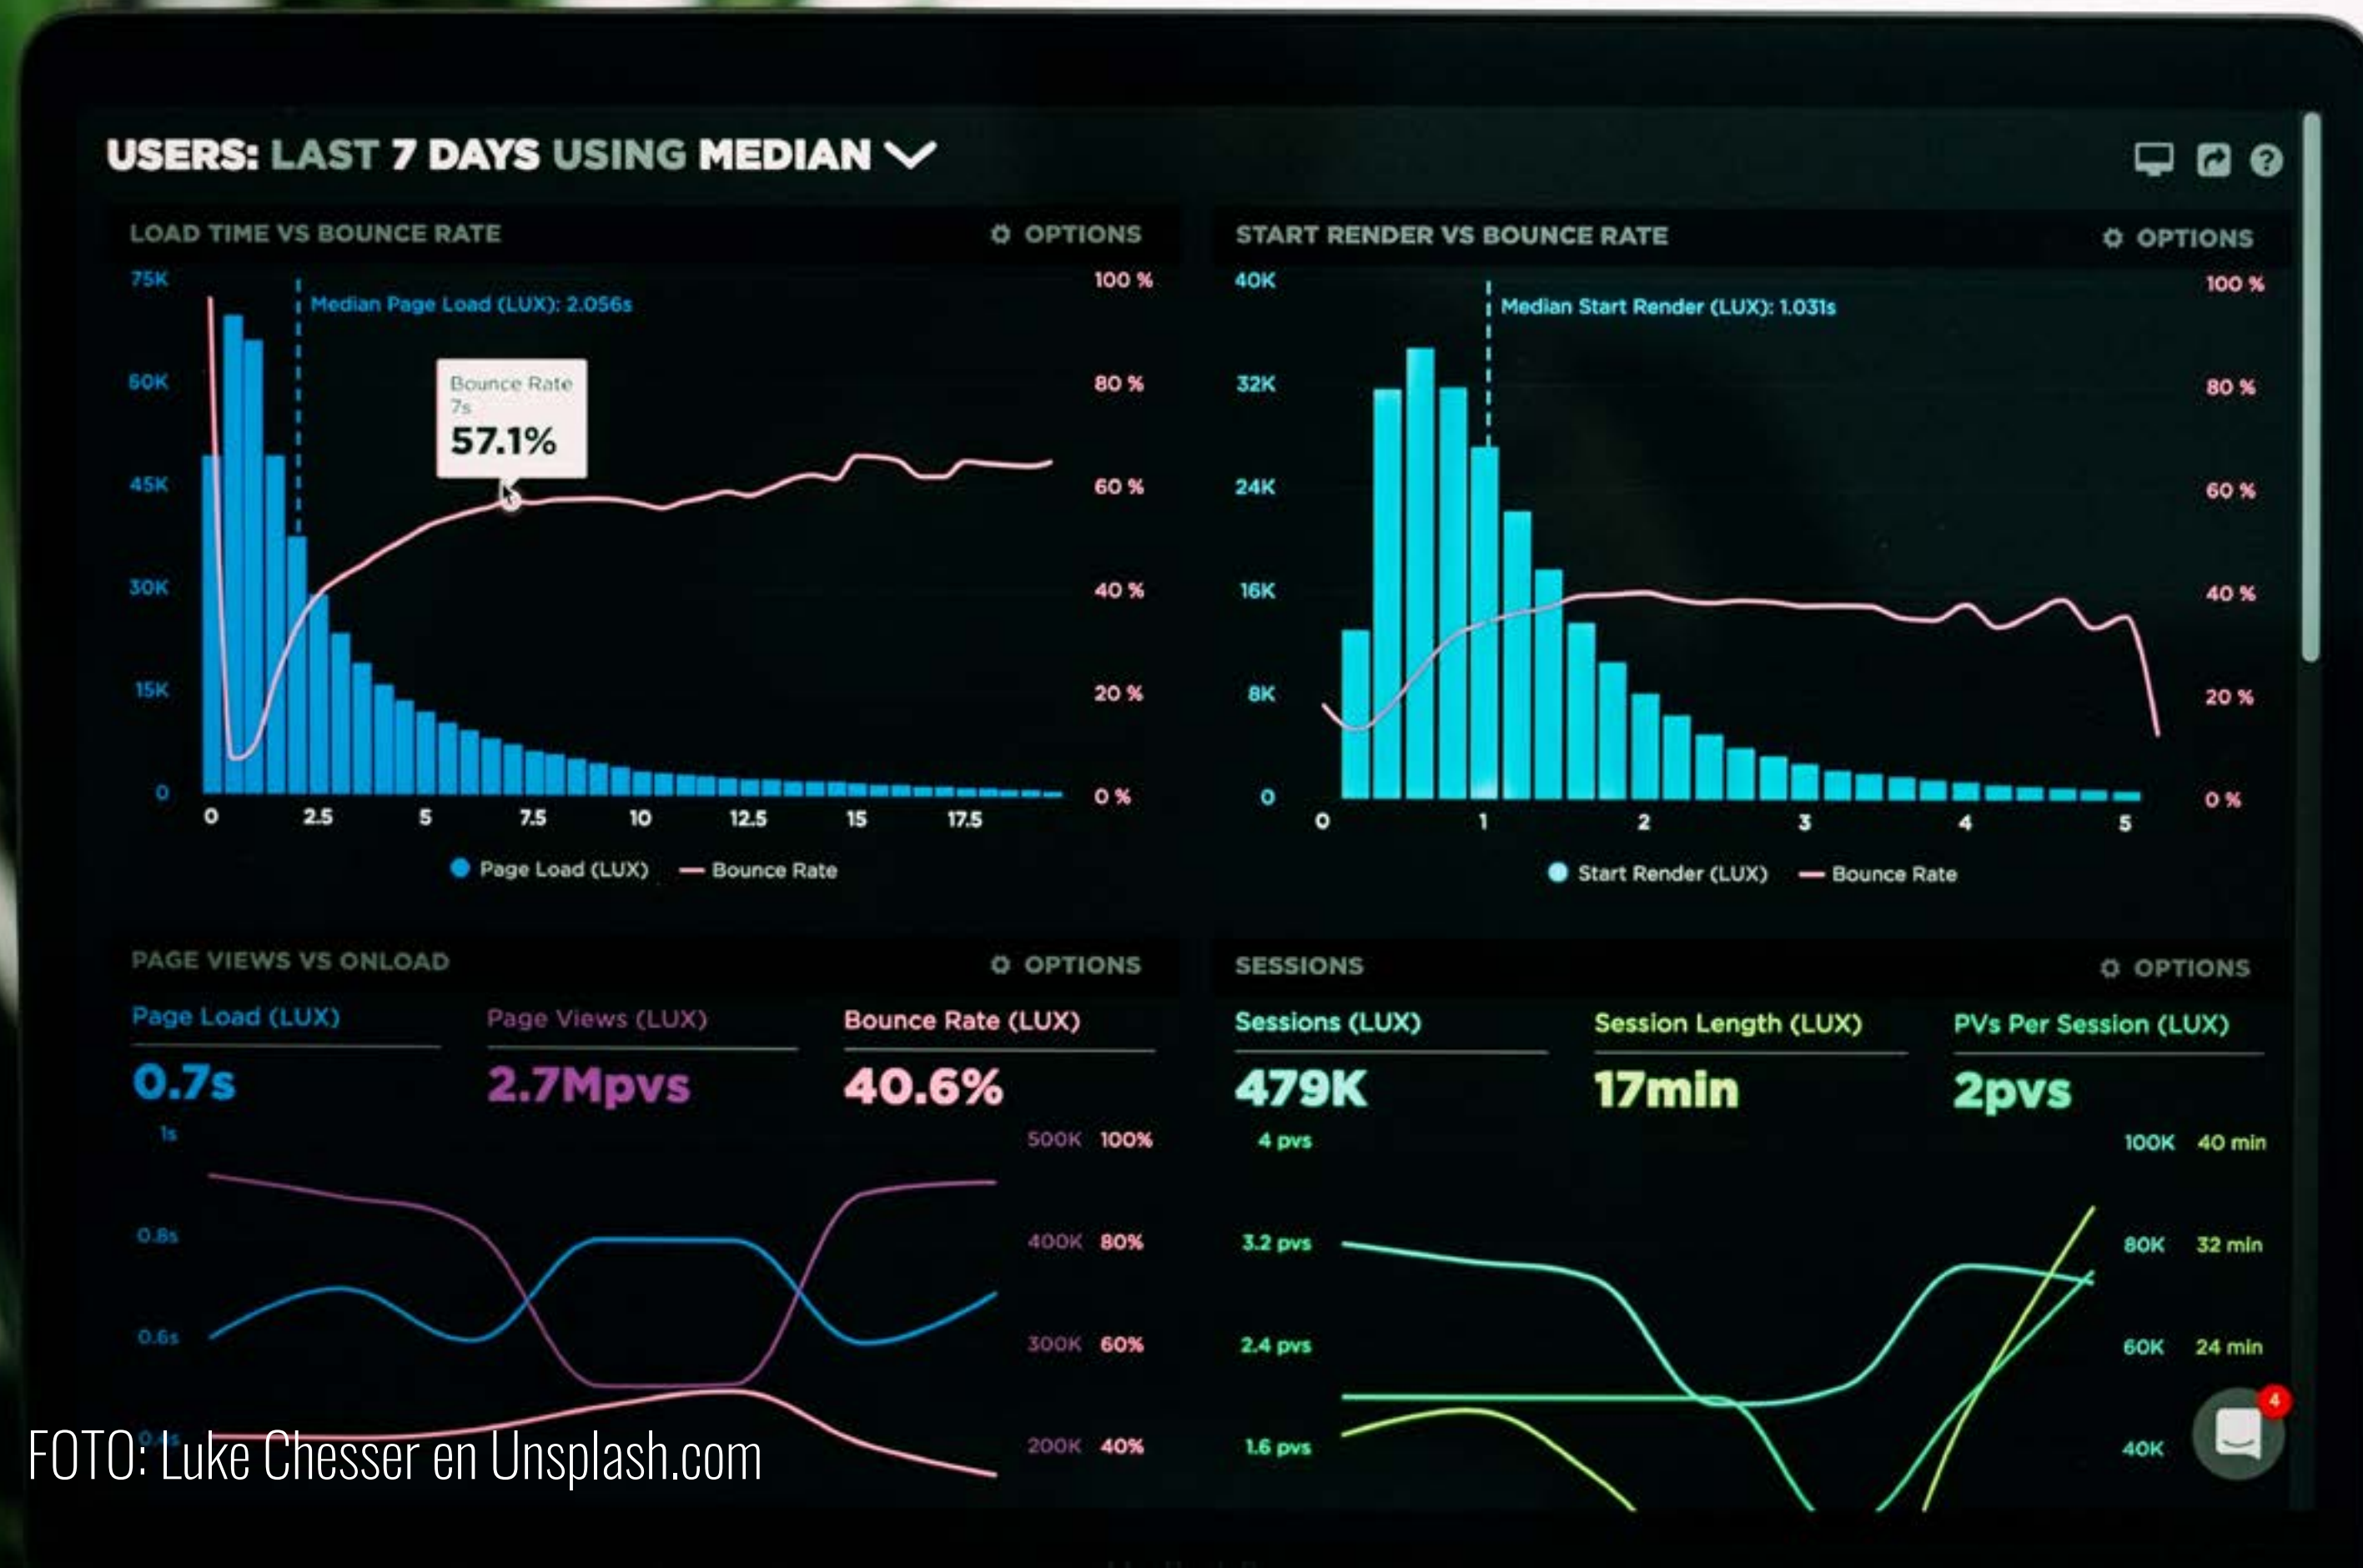 USERS: LAST 7 DAYS USING MEDIAN
LOAD TIME VS BOUNCE RATE
OPTIONS
75K
60K
45K
30K
15K
0
Median Page Load (LUX): 2.056s
Bounce Rate
7s
57.1%
100 %
80 %
60 %
40 %
20 %
0 %
0 2.5 5 7.5 10 12.5 15 17.5
Page Load (LUX) Bounce Rate
START RENDER VS BOUNCE RATE
OPTIONS
40K
32K
24K
16K
8K
0
Median Start Render (LUX): 1.031s
100 %
80 %
60 %
40 %
20 %
0 %
0 1 2 3 4 5
Start Render (LUX) Bounce Rate
PAGE VIEWS VS ONLOAD
OPTIONS
Page Load (LUX) Page Views (LUX) Bounce Rate (LUX)
0.7s 2.7Mpvs 40.6%
1s
0.8s
0.6s
0.4s
500K 100%
400K 80%
300K 60%
200K 40%
SESSIONS
OPTIONS
Sessions (LUX) Session Length (LUX) PVs Per Session (LUX)
479K 17min 2pvs
4 pvs
3.2 pvs
2.4 pvs
1.6 pvs
100K 40 min
80K 32 min
60K 24 min
40K
4
FOTO: Luke Chesser en Unsplash.com